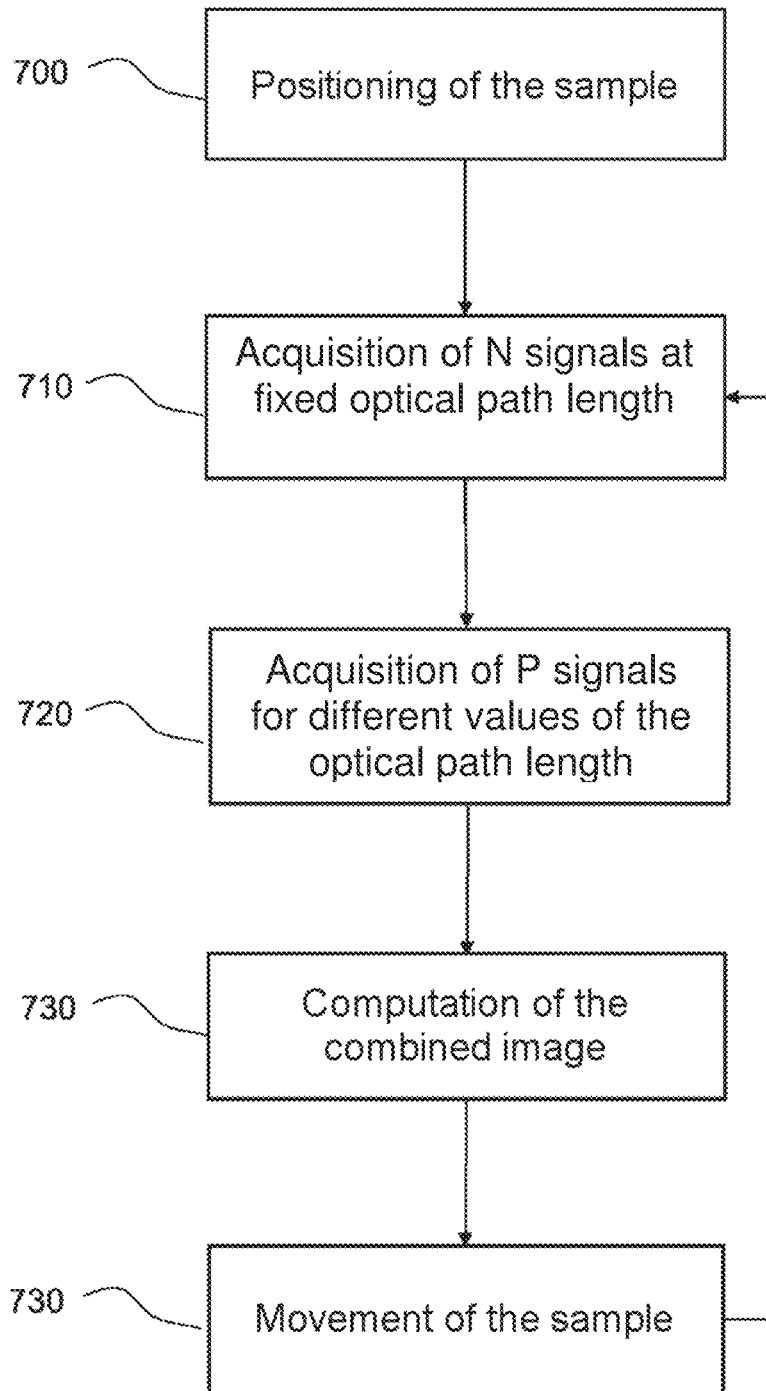 700
Positioning of the sample
710
Acquisition of N signals at
fixed optical path length
720
Acquisition of P signals
for different values of the
optical path length
730
Computation of the
combined image
730
Movement of the sample